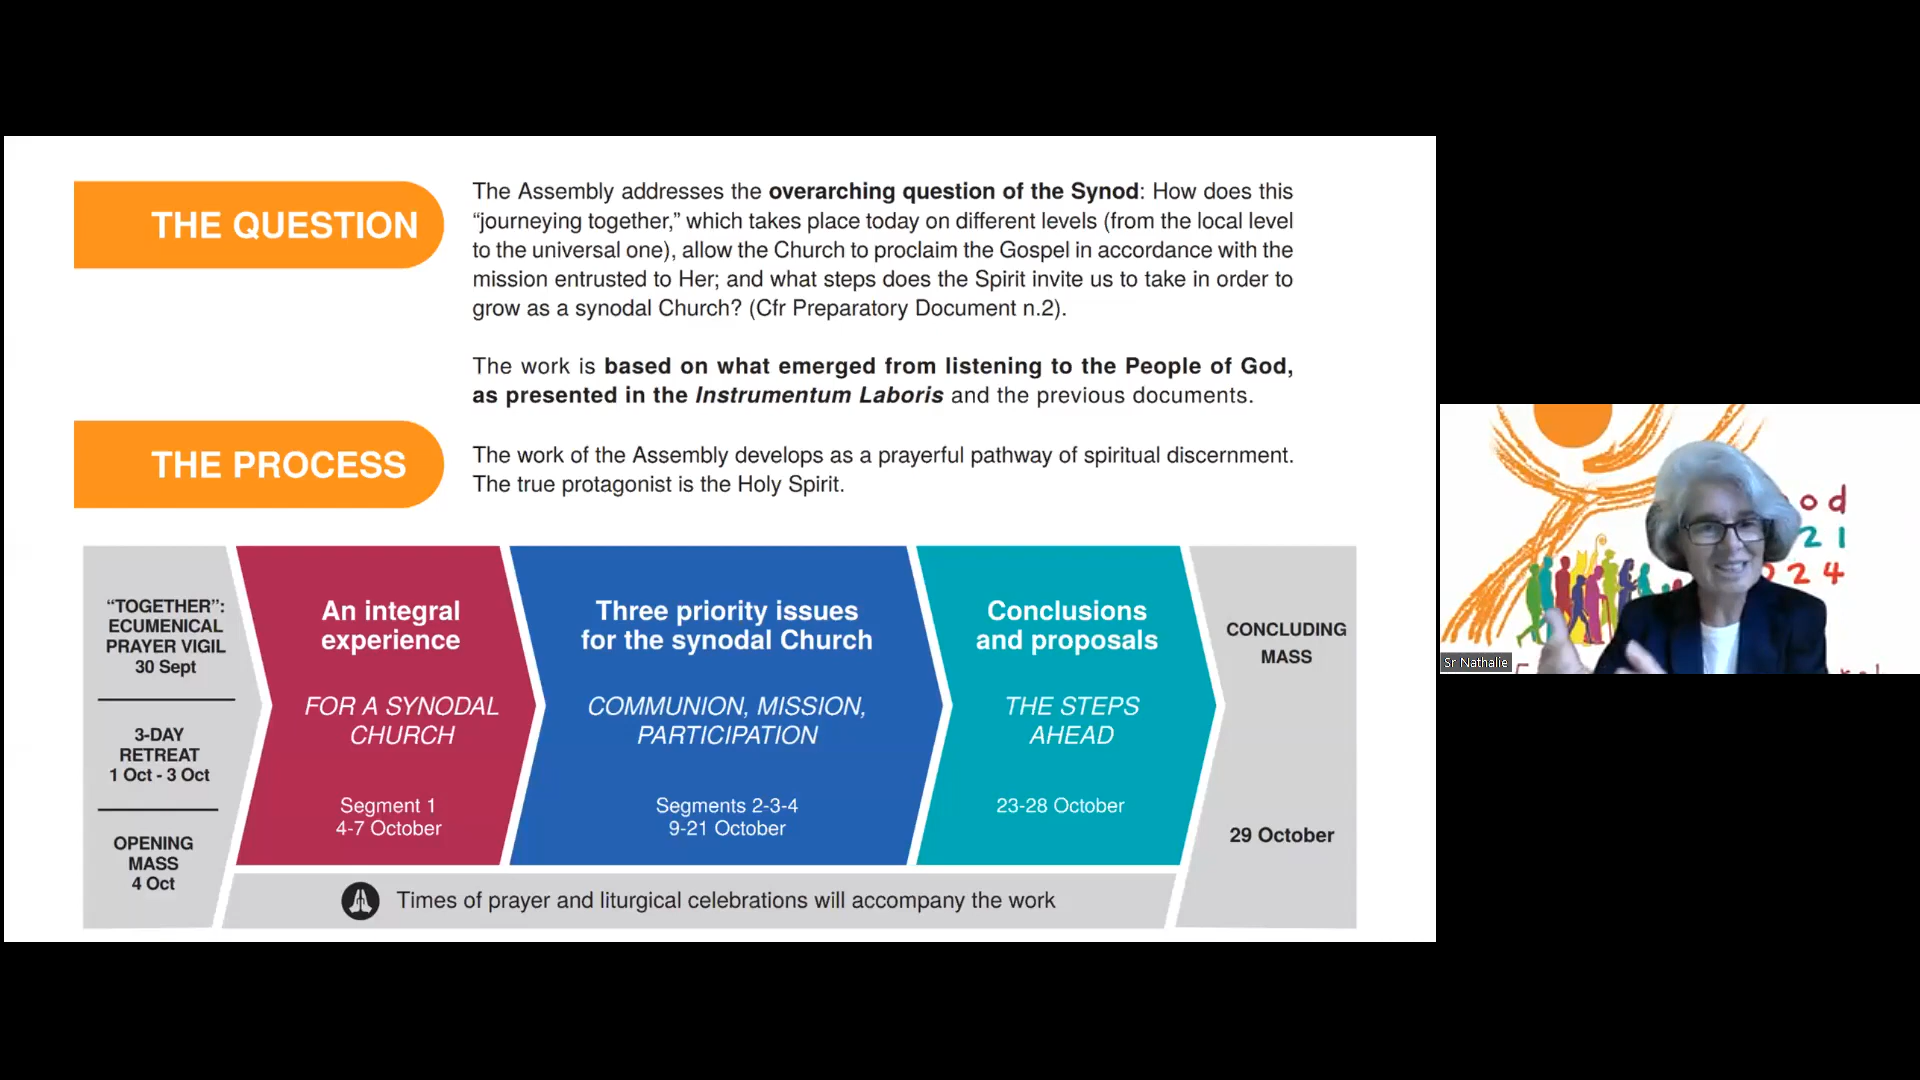 THE QUESTION
The Assembly addresses the overarching question of the Synod: How does this
“journeying together,” which takes place today on different levels (from the local level
to the universal one), allow the Church to proclaim the Gospel in accordance with the
mission entrusted to Her; and what steps does the Spirit invite us to take in order to
grow as a synodal Church? (Cfr Preparatory Document n.2).
The work is based on what emerged from listening to the People of God,
as presented in the Instrumentum Laboris and the previous documents.
THE PROCESS
The work of the Assembly develops as a prayerful pathway of spiritual discernment.
The true protagonist is the Holy Spirit.
“TOGETHER”:
ECUMENICAL
PRAYER VIGIL
30 Sept
3-DAY
RETREAT
1 Oct - 3 Oct
OPENING
MASS
4 Oct
An integral
experience
FOR A SYNODAL
CHURCH
Segment 1
4-7 October
Three priority issues
for the synodal Church
COMMUNION, MISSION,
PARTICIPATION
Segments 2-3-4
9-21 October
Conclusions
and proposals
THE STEPS
AHEAD
23-28 October
CONCLUDING
MASS
29 October
Times of prayer and liturgical celebrations will accompany the work
od
21
24
Sr Nathalie